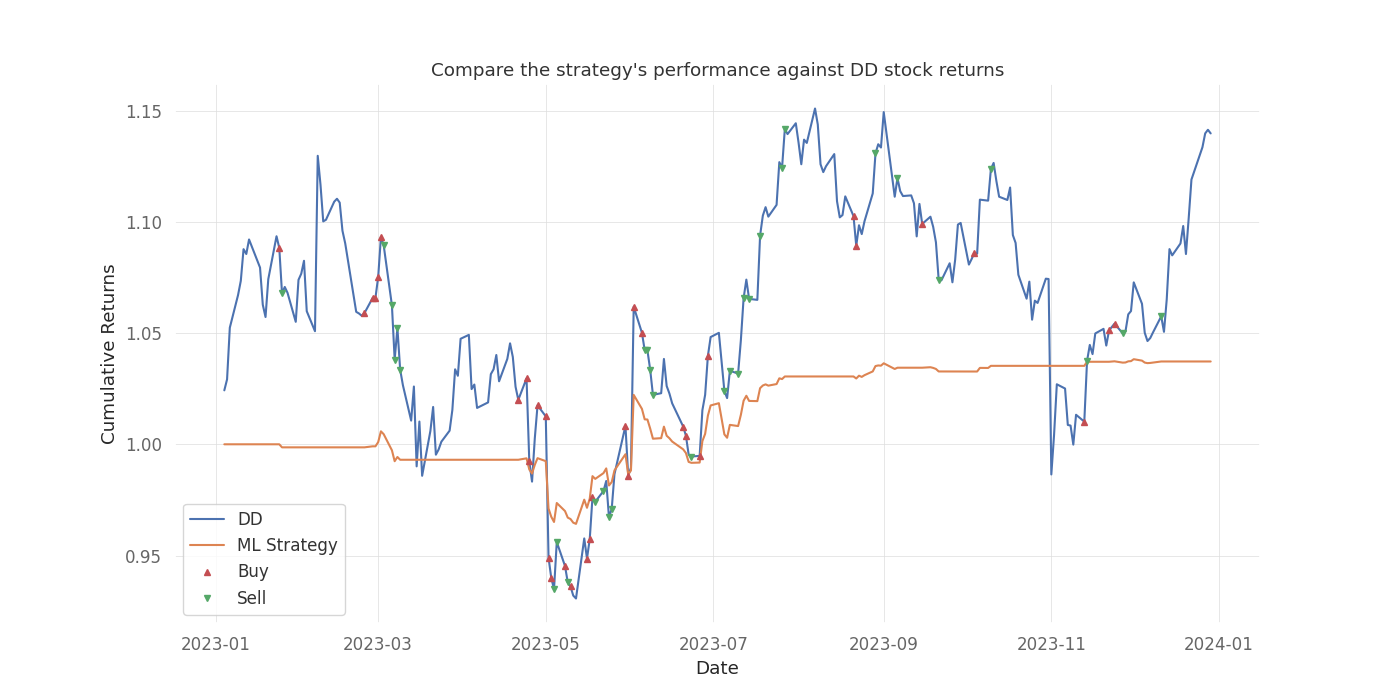 Compare the strategy's performance against DD stock returns
Cumulative Returns
1.15
1.10
1.05
1.00
0.95
DD
ML Strategy
Buy
Sell
2023-01 2023-03 2023-05 2023-07 2023-09 2023-11 2024-01
Date